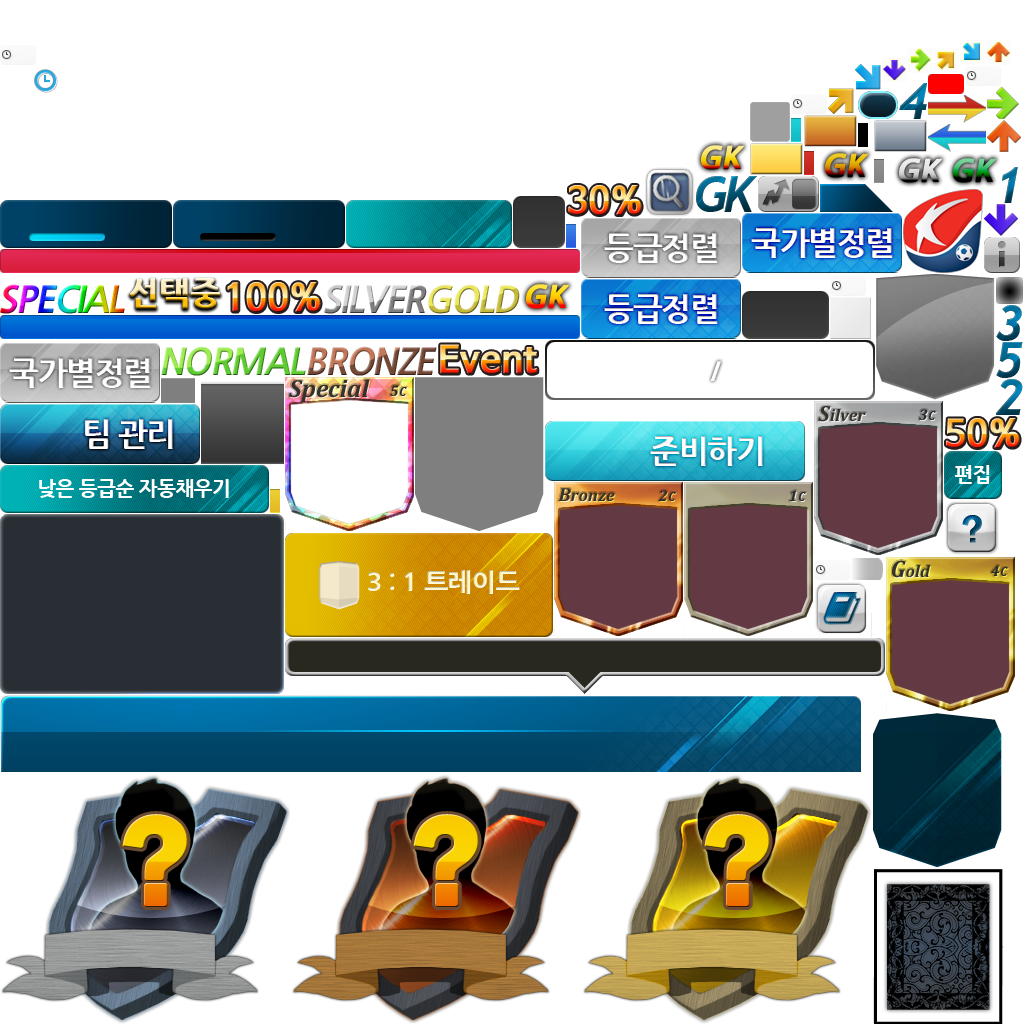 4
GK
GK
GK
GK
1
30%
GK
등급정렬
국가별정렬
SPECIAL
선택중
100%
SILVER
GOLD
GK
등급정렬
3
5
2
국가별정렬
NORMAL
BRONZE
Event
/
Special 5C
Silver 3C
50%
팀 관리
준비하기
편집
낮은 등급순 자동채우기
Bronze 2C
1C
?
3 : 1 트레이드
Gold 4C
?
?
?